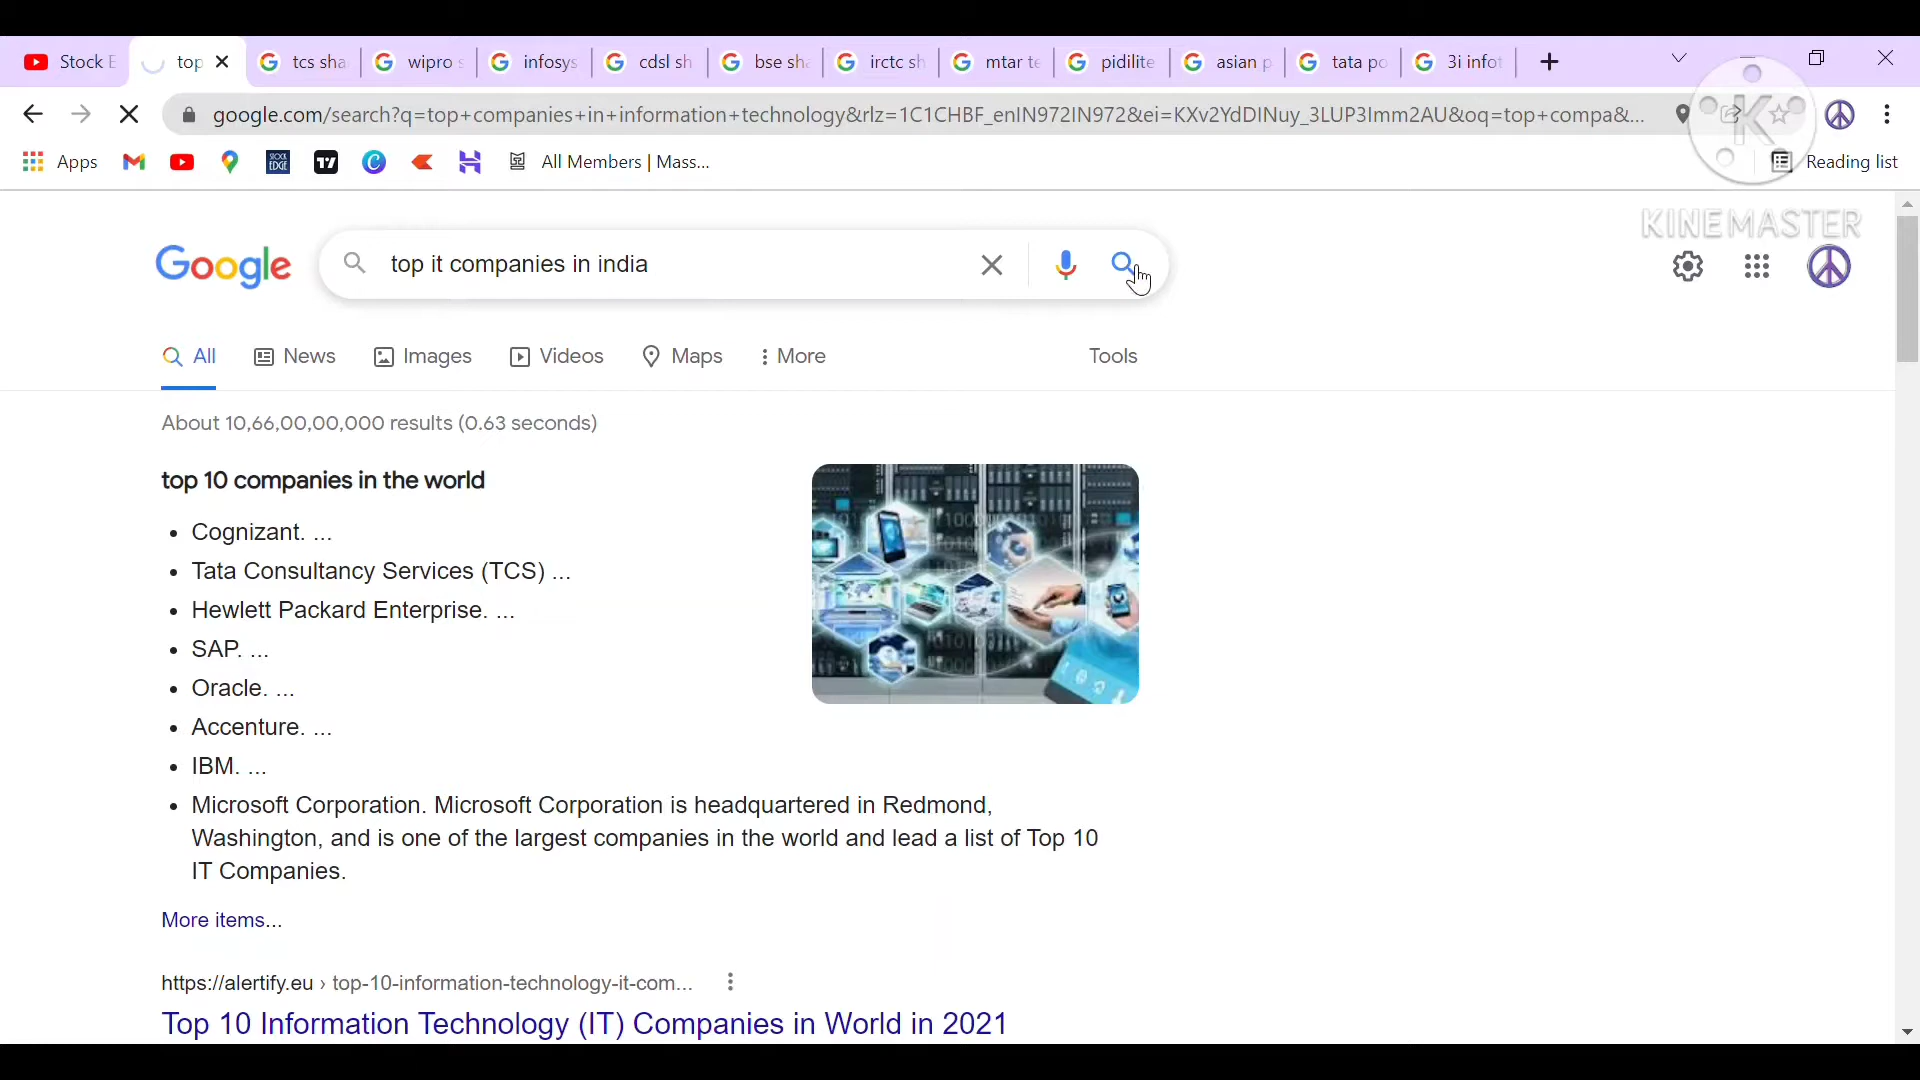 Stock E
top
tcs sha
wipro s
infosys
cdsl sh
bse sha
irctc sh
mtar te
pidilite
asian p
tata po
3i infot
google.com/search?q=top+companies+in+information+technology&rlz=1C1CHBF_enIN972IN972&ei=KXv2YdDINuy_3LUP3Imm2AU&oq=top+compa&...
Apps
STOCK EDGE
All Members | Mass...
Reading list
K
KINEMASTER
Google
top it companies in india
All
News
Images
Videos
Maps
More
Tools
About 10,66,00,00,000 results (0.63 seconds)
top 10 companies in the world
• Cognizant. ...
• Tata Consultancy Services (TCS) ...
• Hewlett Packard Enterprise. ...
• SAP. ...
• Oracle. ...
• Accenture. ...
• IBM. ...
• Microsoft Corporation. Microsoft Corporation is headquartered in Redmond,
Washington, and is one of the largest companies in the world and lead a list of Top 10
IT Companies.
More items...
https://alertify.eu › top-10-information-technology-it-com...
Top 10 Information Technology (IT) Companies in World in 2021